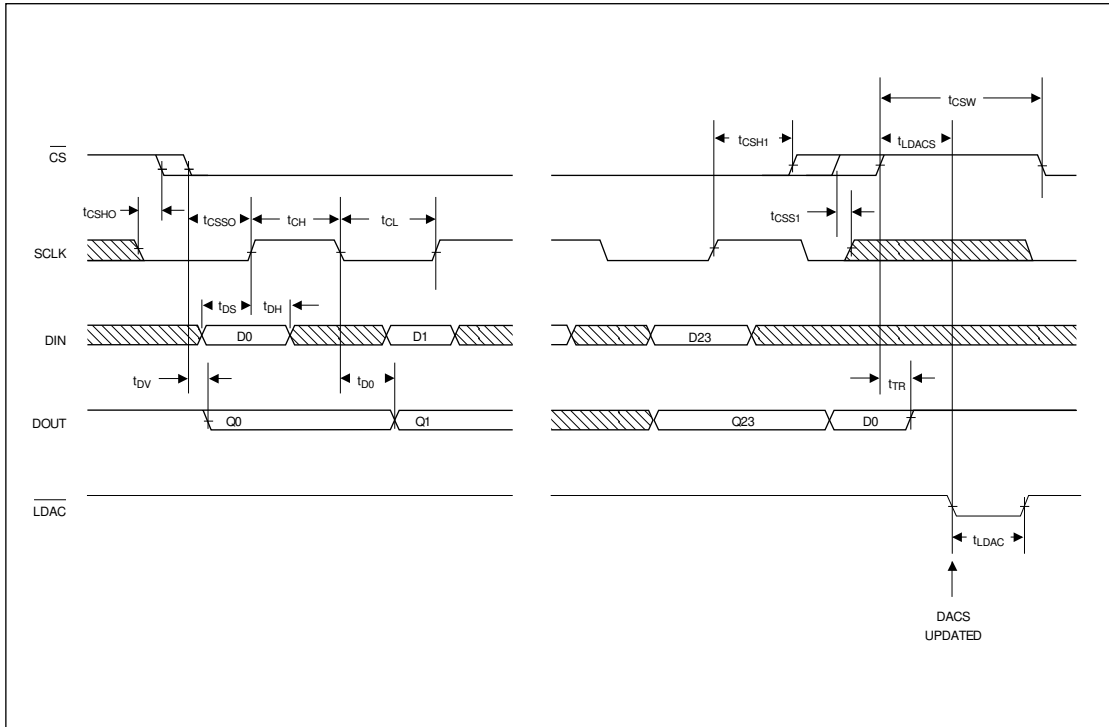 tCSW
tCSH1
tLDACS
CS
tCSHO
tCSSO
tCH
tCL
tCSS1
SCLK
tDS
tDH
DIN
D0
D1
D23
tDV
tD0
tTR
DOUT
Q0
Q1
Q23
D0
LDAC
tLDAC
DACS
UPDATED